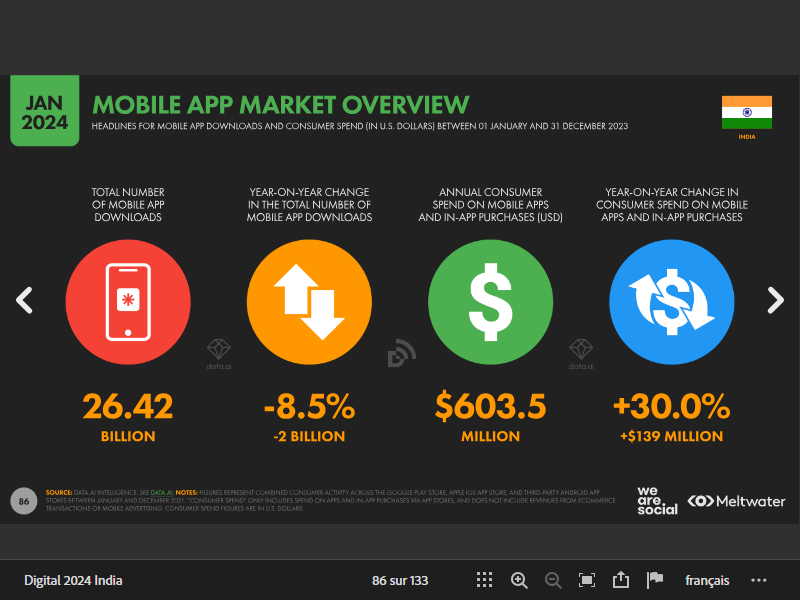 JAN
2024
MOBILE APP MARKET OVERVIEW
HEADLINES FOR MOBILE APP DOWNLOADS AND CONSUMER SPEND (IN U.S. DOLLARS) BETWEEN 01 JANUARY AND 31 DECEMBER 2023
INDIA
TOTAL NUMBER
OF MOBILE APP
DOWNLOADS
26.42
BILLION
YEAR-ON-YEAR CHANGE
IN THE TOTAL NUMBER OF
MOBILE APP DOWNLOADS
-8.5%
-2 BILLION
ANNUAL CONSUMER
SPEND ON MOBILE APPS
AND IN-APP PURCHASES (USD)
$603.5
MILLION
YEAR-ON-YEAR CHANGE IN
CONSUMER SPEND ON MOBILE
APPS AND IN-APP PURCHASES
+30.0%
+$139 MILLION
data.ai
data.ai
86
SOURCE: DATA.AI INTELLIGENCE. SEE DATA.AI. NOTES: FIGURES REPRESENT COMBINED CONSUMER ACTIVITY ACROSS THE GOOGLE PLAY STORE, APPLE IOS APP STORE, AND THIRD-PARTY ANDROID APP
STORES BETWEEN JANUARY AND DECEMBER 2021. "CONSUMER SPEND" ONLY INCLUDES SPEND ON APPS AND IN-APP PURCHASES VIA APP STORES, AND DOES NOT INCLUDE REVENUES FROM ECOMMERCE
TRANSACTIONS OR MOBILE ADVERTISING. CONSUMER SPEND FIGURES ARE IN U.S. DOLLARS.
we
are.
social
Meltwater
Digital 2024 India
86 sur 133
français